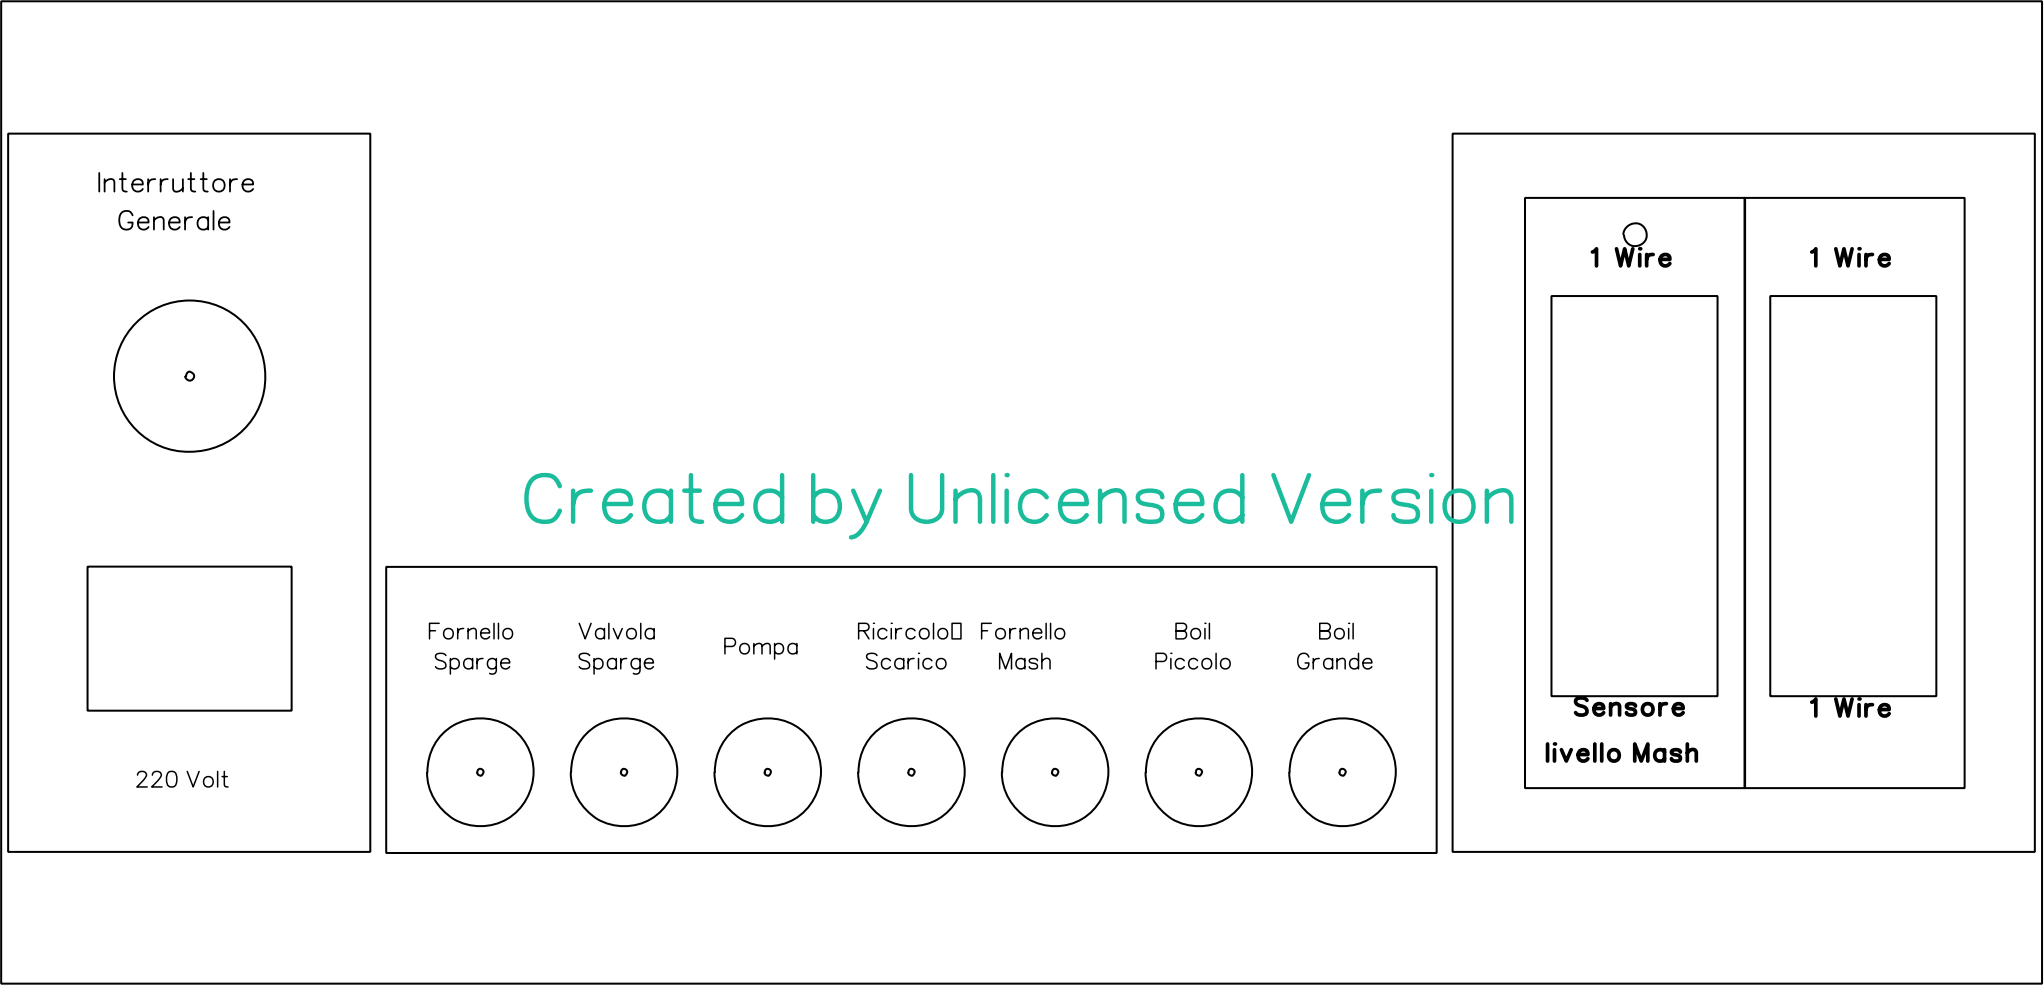 Interruttore
Generale
220 Volt
Created by Unlicensed Version
Fornello
Sparge
Valvola
Sparge
Pompa
Ricircolo▯
Scarico
Fornello
Mash
Boil
Piccolo
Boil
Grande
1 Wire
Sensore
livello Mash
1 Wire
1 Wire